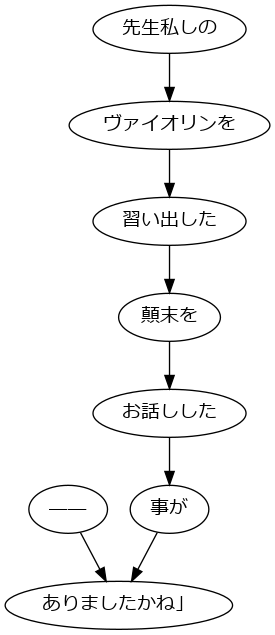 先生私しの
ヴァイオリンを
習い出した
顛末を
お話しした
―― 事が
ありましたかね」